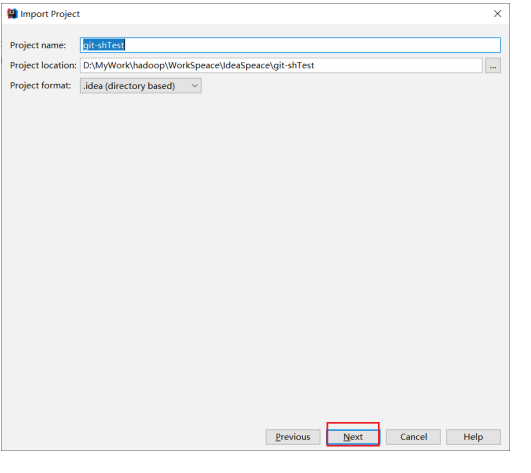 Import Project
Project name: git-shTest
Project location: D:\MyWork\hadoop\WorkSpeace\IdeaSpeace\git-shTest ...
Project format: .idea (directory based)
Previous Next Cancel Help